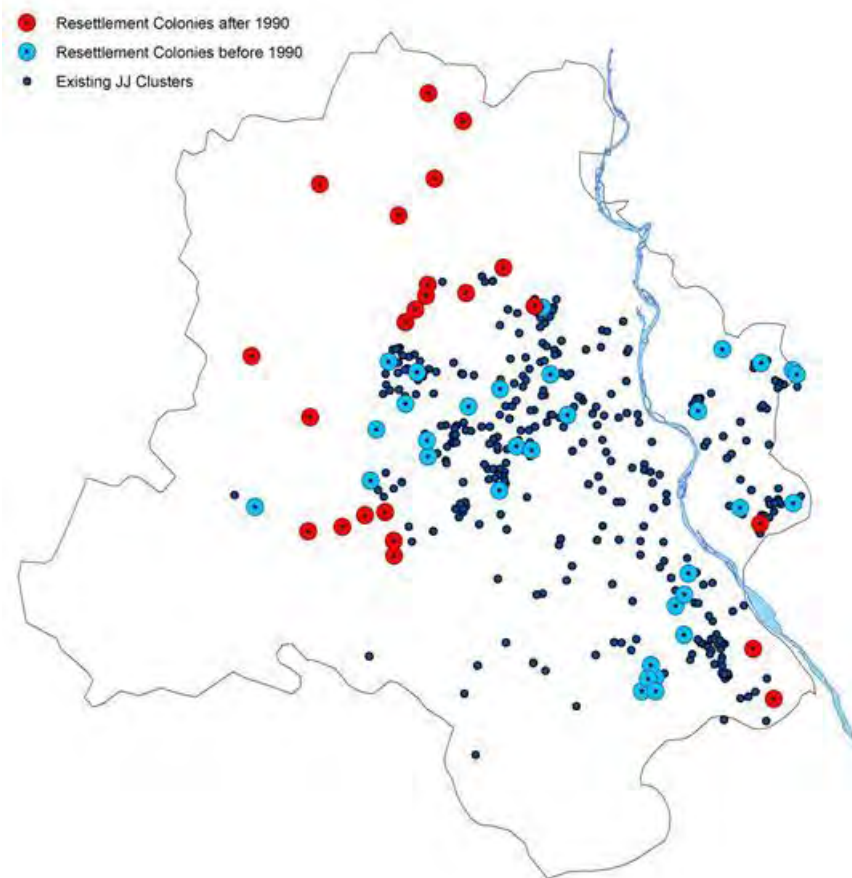 Resettlement Colonies after 1990
Resettlement Colonies before 1990
Existing JJ Clusters